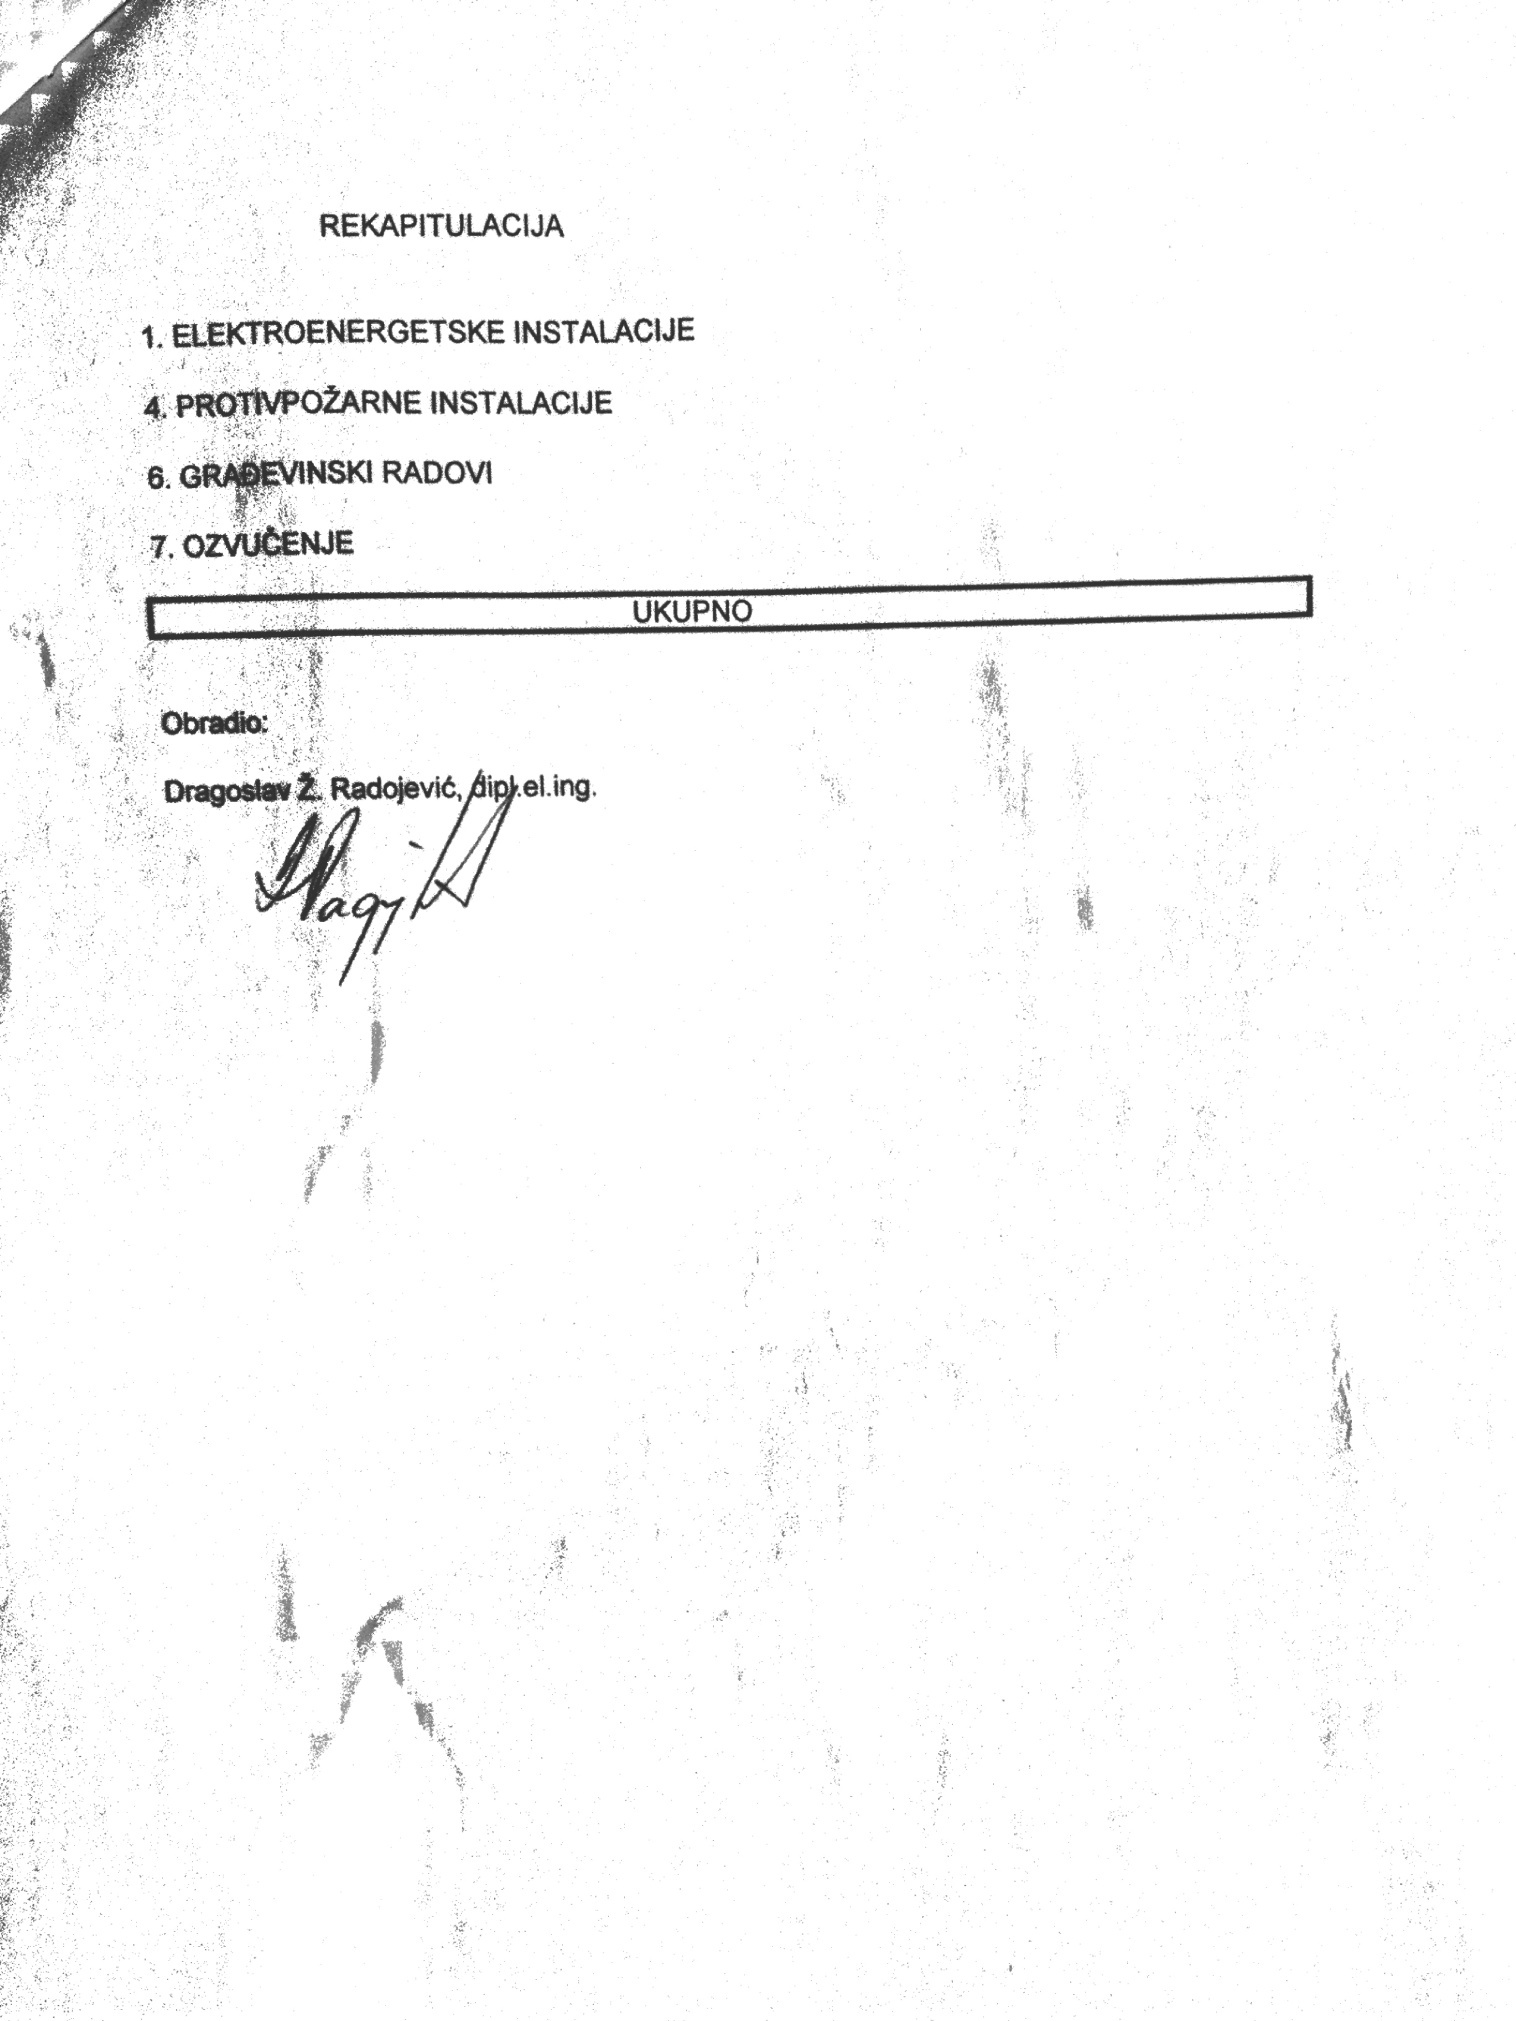 REKAPITULACIJA
1. ELEKTROENERGETSKE INSTALACIJE
4. PROTIVPOŽARNE INSTALACIJE
6. GRAĐEVINSKI RADOVI
7. OZVUČENJE
UKUPNO
Obradio:
Dragoslav Ž. Radojević, dipl.el.ing.